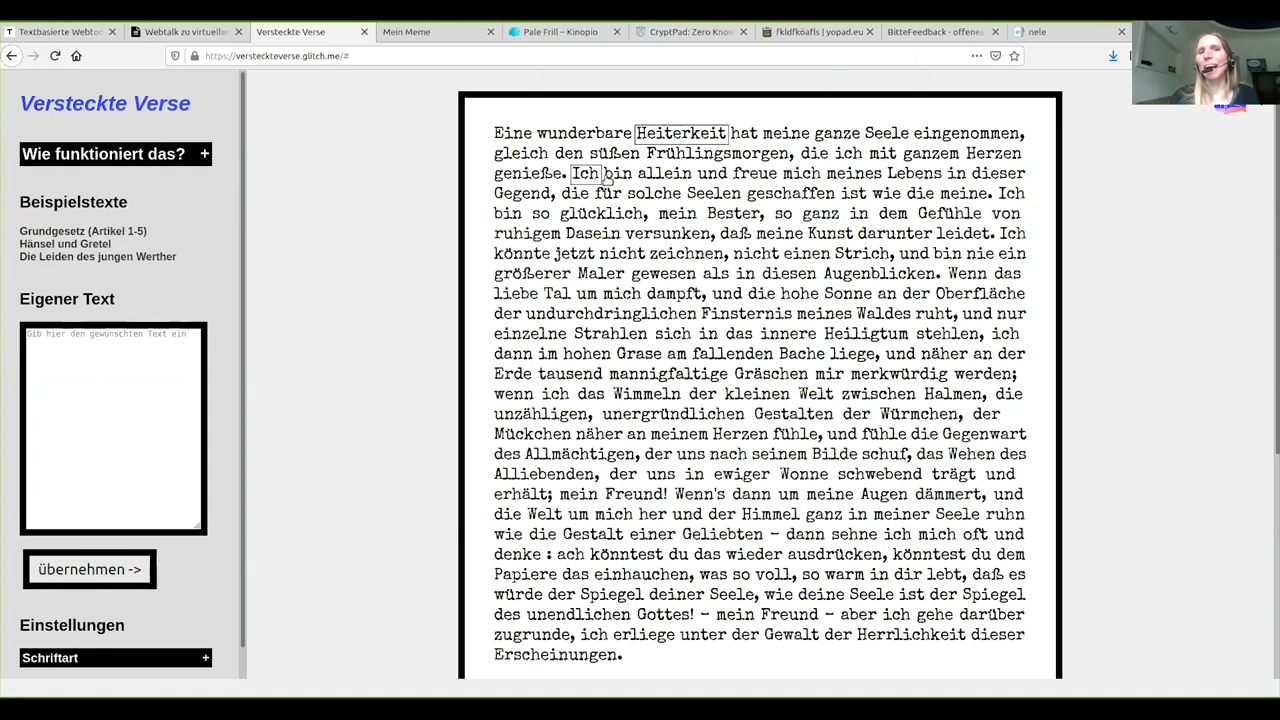 Textbasierte Webto
Webtalk zu virtuelle
Versteckte Verse
Mein Meme
Pale Frill – Kinopio
CryptPad: Zero Know
fkldfköafls | yopad.eu
BitteFeedback - offenes
nele
https://versteckteverse.glitch.me/#
Versteckte Verse
Wie funktioniert das? +
Beispielstexte
Grundgesetz (Artikel 1-5)
Hänsel und Gretel
Die Leiden des jungen Werther
Eigener Text
Gib hier den gewünschten Text ein
übernehmen ->
Einstellungen
Schriftart +
Eine wunderbare Heiterkeit hat meine ganze Seele eingenommen,
gleich den süßen Frühlingsmorgen, die ich mit ganzem Herzen
genieße. Ich bin allein und freue mich meines Lebens in dieser
Gegend, die für solche Seelen geschaffen ist wie die meine. Ich
bin so glücklich, mein Bester, so ganz in dem Gefühle von
ruhigem Dasein versunken, daß meine Kunst darunter leidet. Ich
könnte jetzt nicht zeichnen, nicht einen Strich, und bin nie ein
größerer Maler gewesen als in diesen Augenblicken. Wenn das
liebe Tal um mich dampft, und die hohe Sonne an der Oberfläche
der undurchdringlichen Finsternis meines Waldes ruht, und nur
einzelne Strahlen sich in das innere Heiligtum stehlen, ich
dann im hohen Grase am fallenden Bache liege, und näher an der
Erde tausend mannigfaltige Gräschen mir merkwürdig werden;
wenn ich das Wimmeln der kleinen Welt zwischen Halmen, die
unzähligen, unergründlichen Gestalten der Würmchen, der
Mückchen näher an meinem Herzen fühle, und fühle die Gegenwart
des Allmächtigen, der uns nach seinem Bilde schuf, das Wehen des
Alliebenden, der uns in ewiger Wonne schwebend trägt und
erhält; mein Freund! Wenn's dann um meine Augen dämmert, und
die Welt um mich her und der Himmel ganz in meiner Seele ruhn
wie die Gestalt einer Geliebten – dann sehne ich mich oft und
denke : ach könntest du das wieder ausdrücken, könntest du dem
Papiere das einhauchen, was so voll, so warm in dir lebt, daß es
würde der Spiegel deiner Seele, wie deine Seele ist der Spiegel
des unendlichen Gottes! – mein Freund – aber ich gehe darüber
zugrunde, ich erliege unter der Gewalt der Herrlichkeit dieser
Erscheinungen.